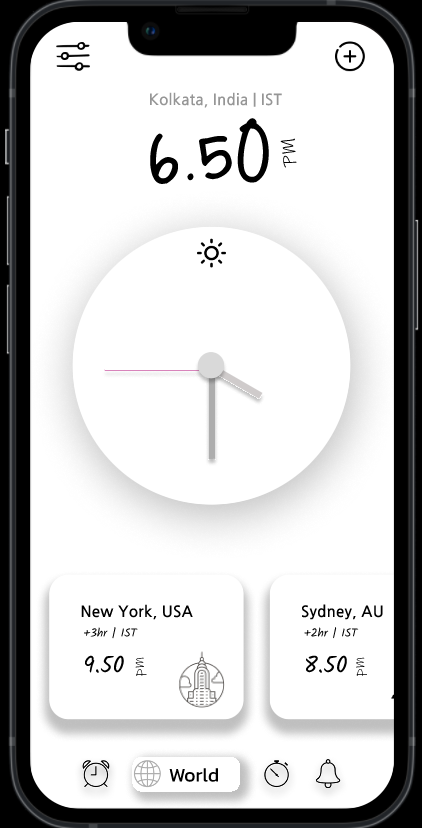 Kolkata, India | IST
6.50 PM
New York, USA
+3hr | IST
9.50 PM
Sydney, AU
+2hr | IST
8.50 PM
World